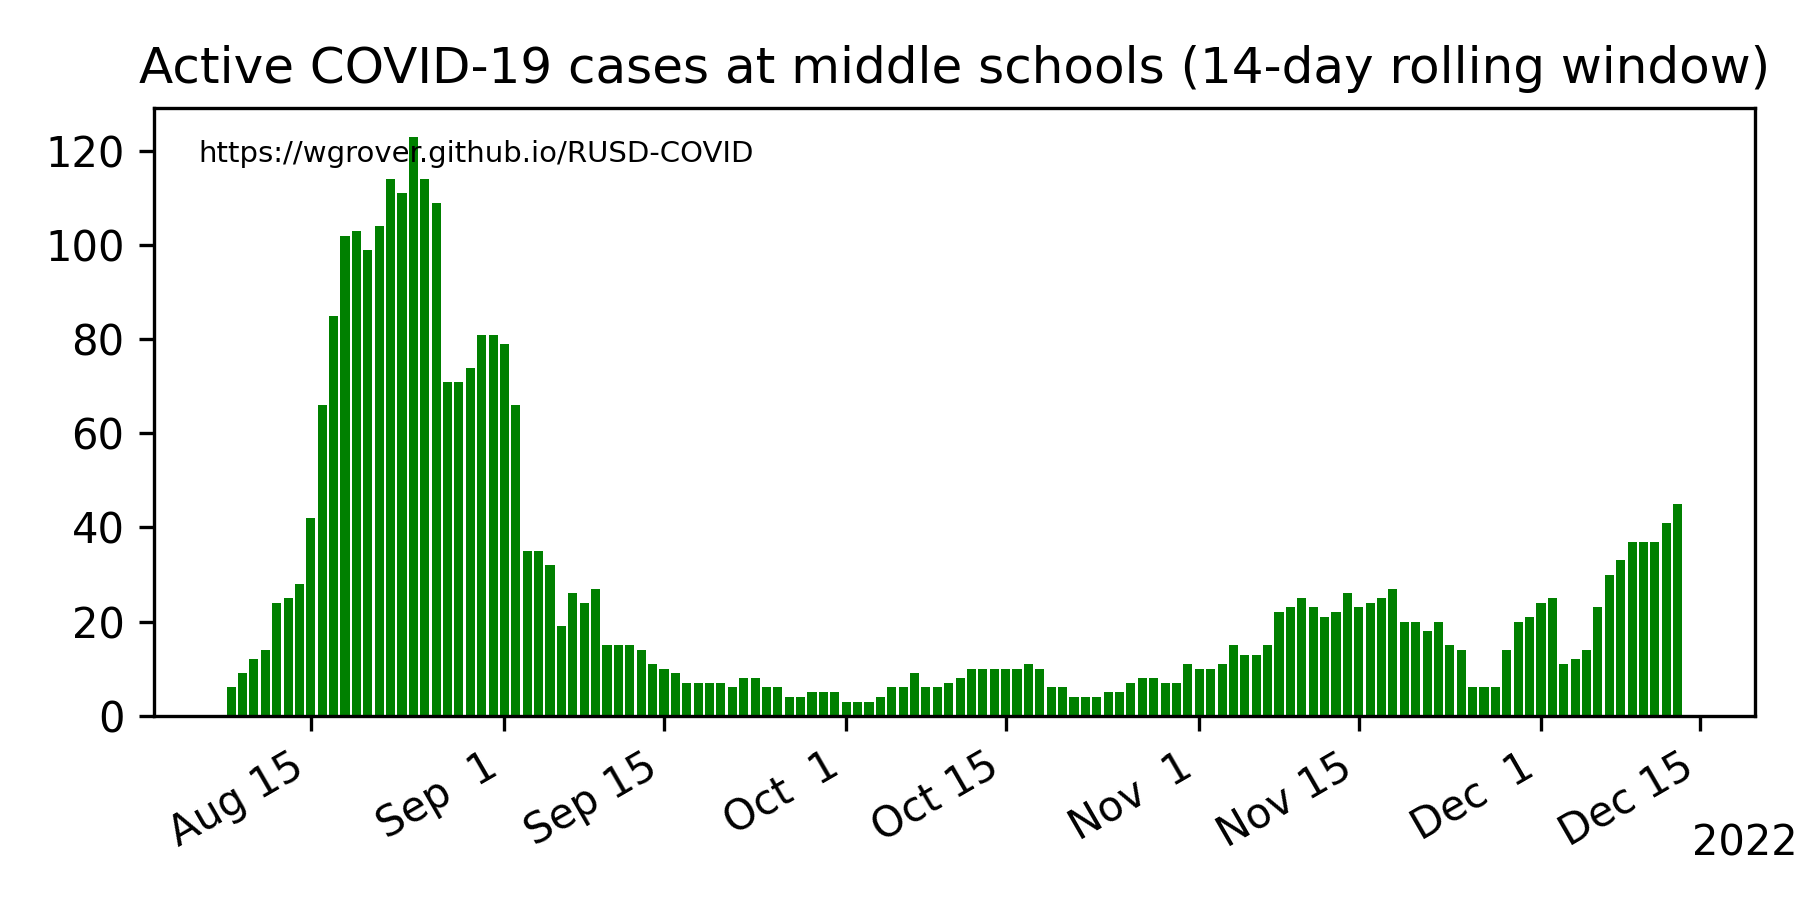 Active COVID-19 cases at middle schools (14-day rolling window)
https://wgrover.github.io/RUSD-COVID
120
100
80
60
40
20
0
Aug 15
Sep  1
Sep 15
Oct  1
Oct 15
Nov  1
Nov 15
Dec  1
Dec 15
2022